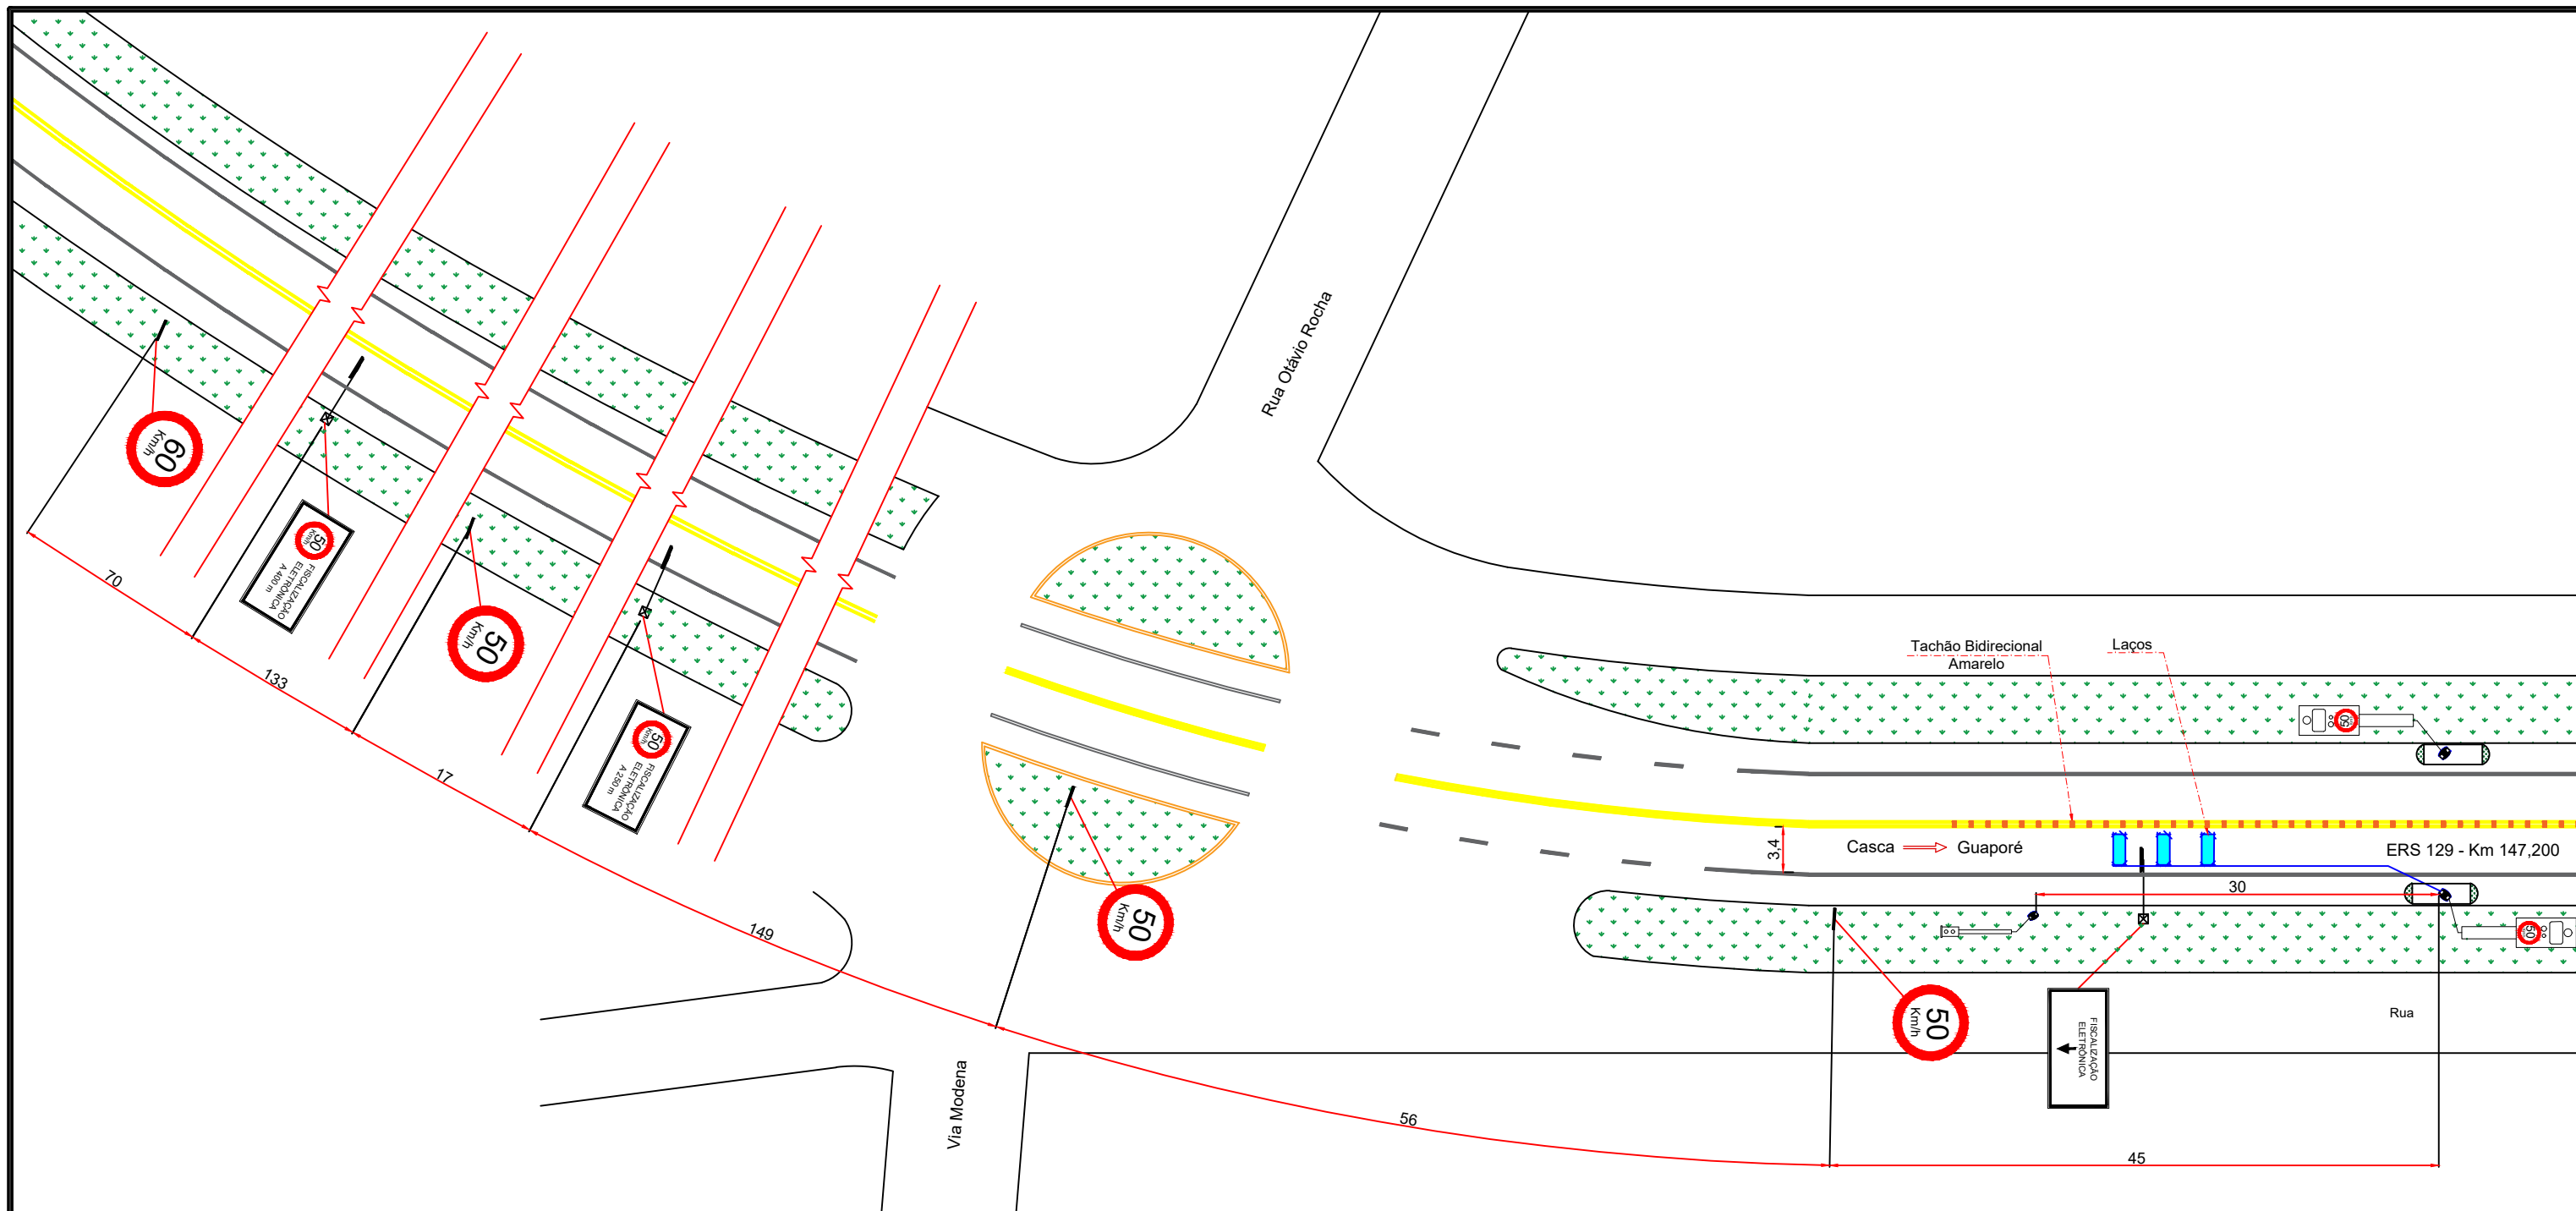 Rua Otávio Rocha
60
Km/h
50
Km/h
FISCALIZAÇÃO
ELETRÔNICA
A 400 m
50
Km/h
50
Km/h
FISCALIZAÇÃO
ELETRÔNICA
A 250 m
70
133
17
149
56
45
50
Km/h
Via Modena
Tachão Bidirecional
Amarelo
Laços
50
3,4
Casca
Guaporé
ERS 129 - Km 147,200
30
50
50
Km/h
FISCALIZAÇÃO
ELETRÔNICA
Rua